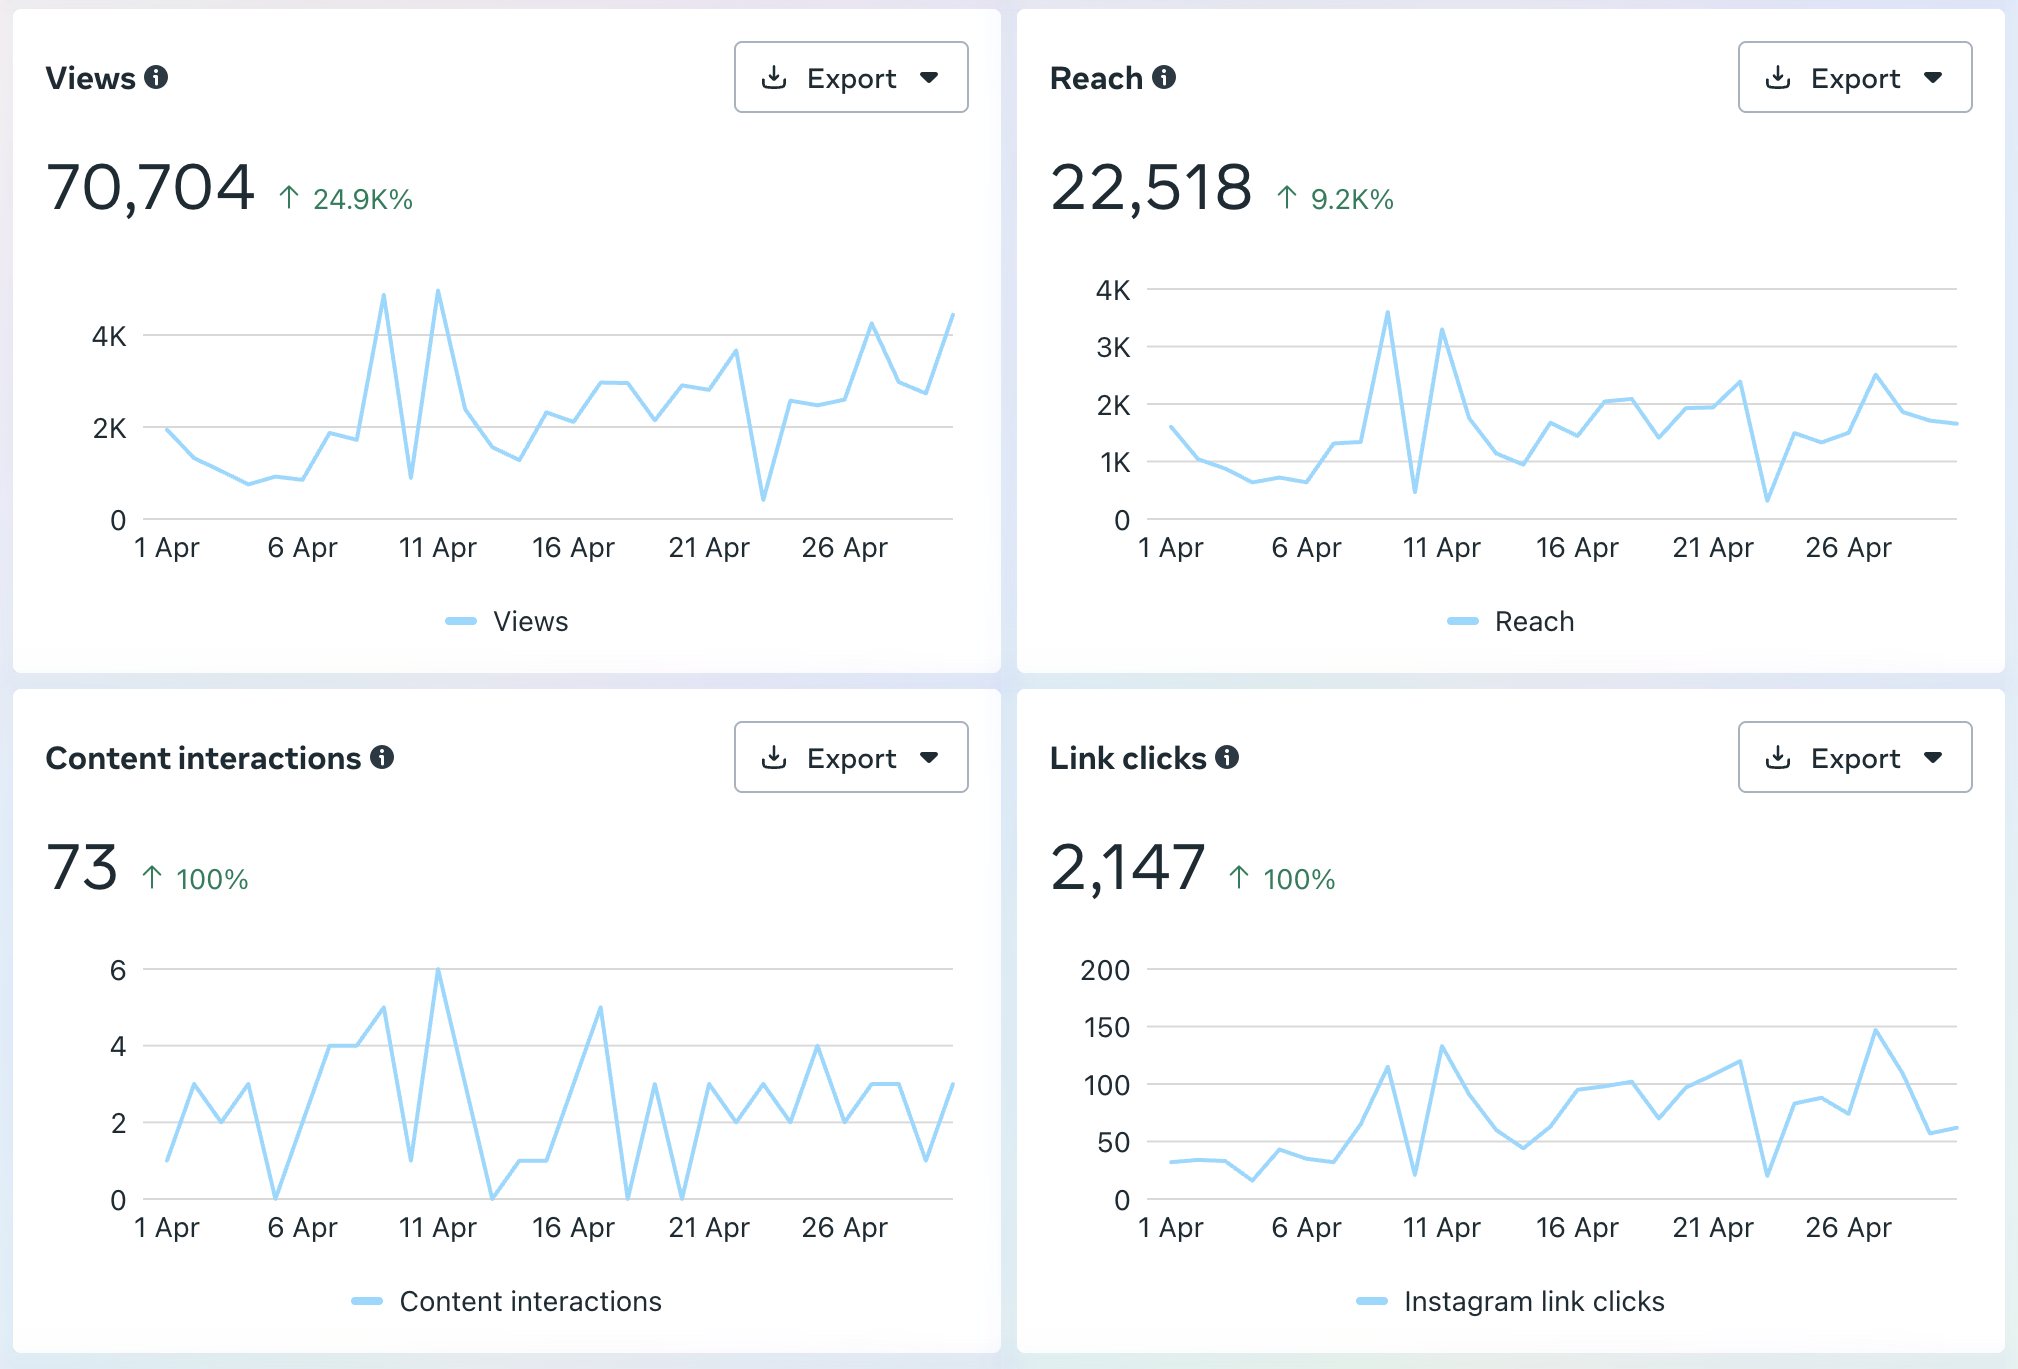 Views
Export
70,704 ↑ 24.9K%
4K
2K
0
1 Apr 6 Apr 11 Apr 16 Apr 21 Apr 26 Apr
Views
Reach
Export
22,518 ↑ 9.2K%
4K
3K
2K
1K
0
1 Apr 6 Apr 11 Apr 16 Apr 21 Apr 26 Apr
Reach
Content interactions
Export
73 ↑ 100%
6
4
2
0
1 Apr 6 Apr 11 Apr 16 Apr 21 Apr 26 Apr
Content interactions
Link clicks
Export
2,147 ↑ 100%
200
150
100
50
0
1 Apr 6 Apr 11 Apr 16 Apr 21 Apr 26 Apr
Instagram link clicks